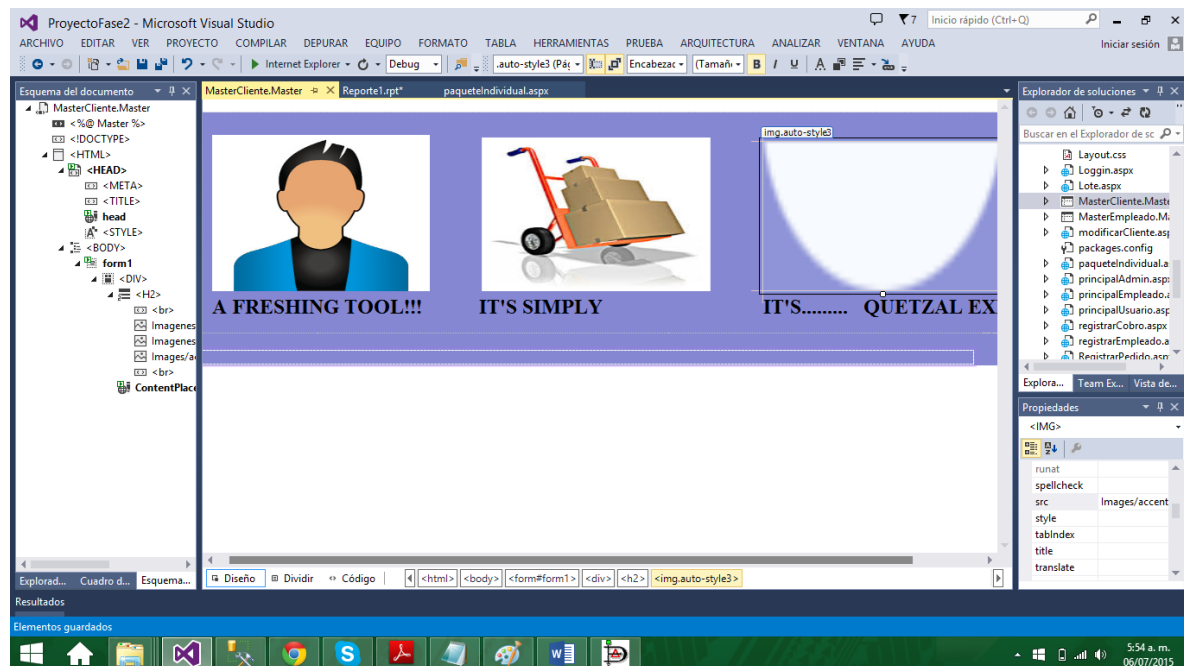 ProyectoFase2 - Microsoft Visual Studio
7
Inicio rápido (Ctrl+Q)
ARCHIVO EDITAR VER PROYECTO COMPILAR DEPURAR EQUIPO FORMATO TABLA HERRAMIENTAS PRUEBA ARQUITECTURA ANALIZAR VENTANA AYUDA
Iniciar sesión
Internet Explorer
Debug
.auto-style3 (Pág
Encabezac
(Tamañ
B I U A
Esquema del documento
MasterCliente.Master
<%@ Master %>
<!DOCTYPE>
<HTML>
<HEAD>
<META>
<TITLE>
head
<STYLE>
<BODY>
form1
<DIV>
<H2>
<br>
Imagenes
Imagenes
Images/a
<br>
ContentPlace
Explorad... Cuadro d... Esquema...
MasterCliente.Master
Reporte1.rpt*
paqueteIndividual.aspx
img.auto-style3
A FRESHING TOOL!!!
IT'S SIMPLY
IT'S......... QUETZAL EX
Diseño
Dividir
Código
<html> <body> <form#form1> <div> <h2> <img.auto-style3>
Explorador de soluciones
Buscar en el Explorador de sc
Layout.css
Loggin.aspx
Lote.aspx
MasterCliente.Maste
MasterEmpleado.Ma
modificarCliente.asp
packages.config
paqueteIndividual.a
principalAdmin.asp
principalEmpleado.a
principalUsuario.asp
registrarCobro.aspx
registrarEmpleado.a
RegistrarPedido.asp
Explora... Team Ex... Vista de...
Propiedades
<IMG>
runat
spellcheck
src Images/accent
style
tabIndex
title
translate
Resultados
Elementos guardados
5:54 a. m.
06/07/2015